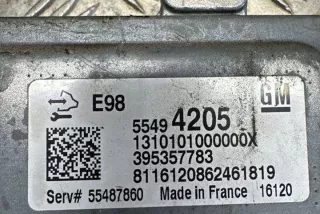 E98
GM
5549 4205
1310101000000X
395357783
8116120862461819
Serv# 55487860 Made in France 16120